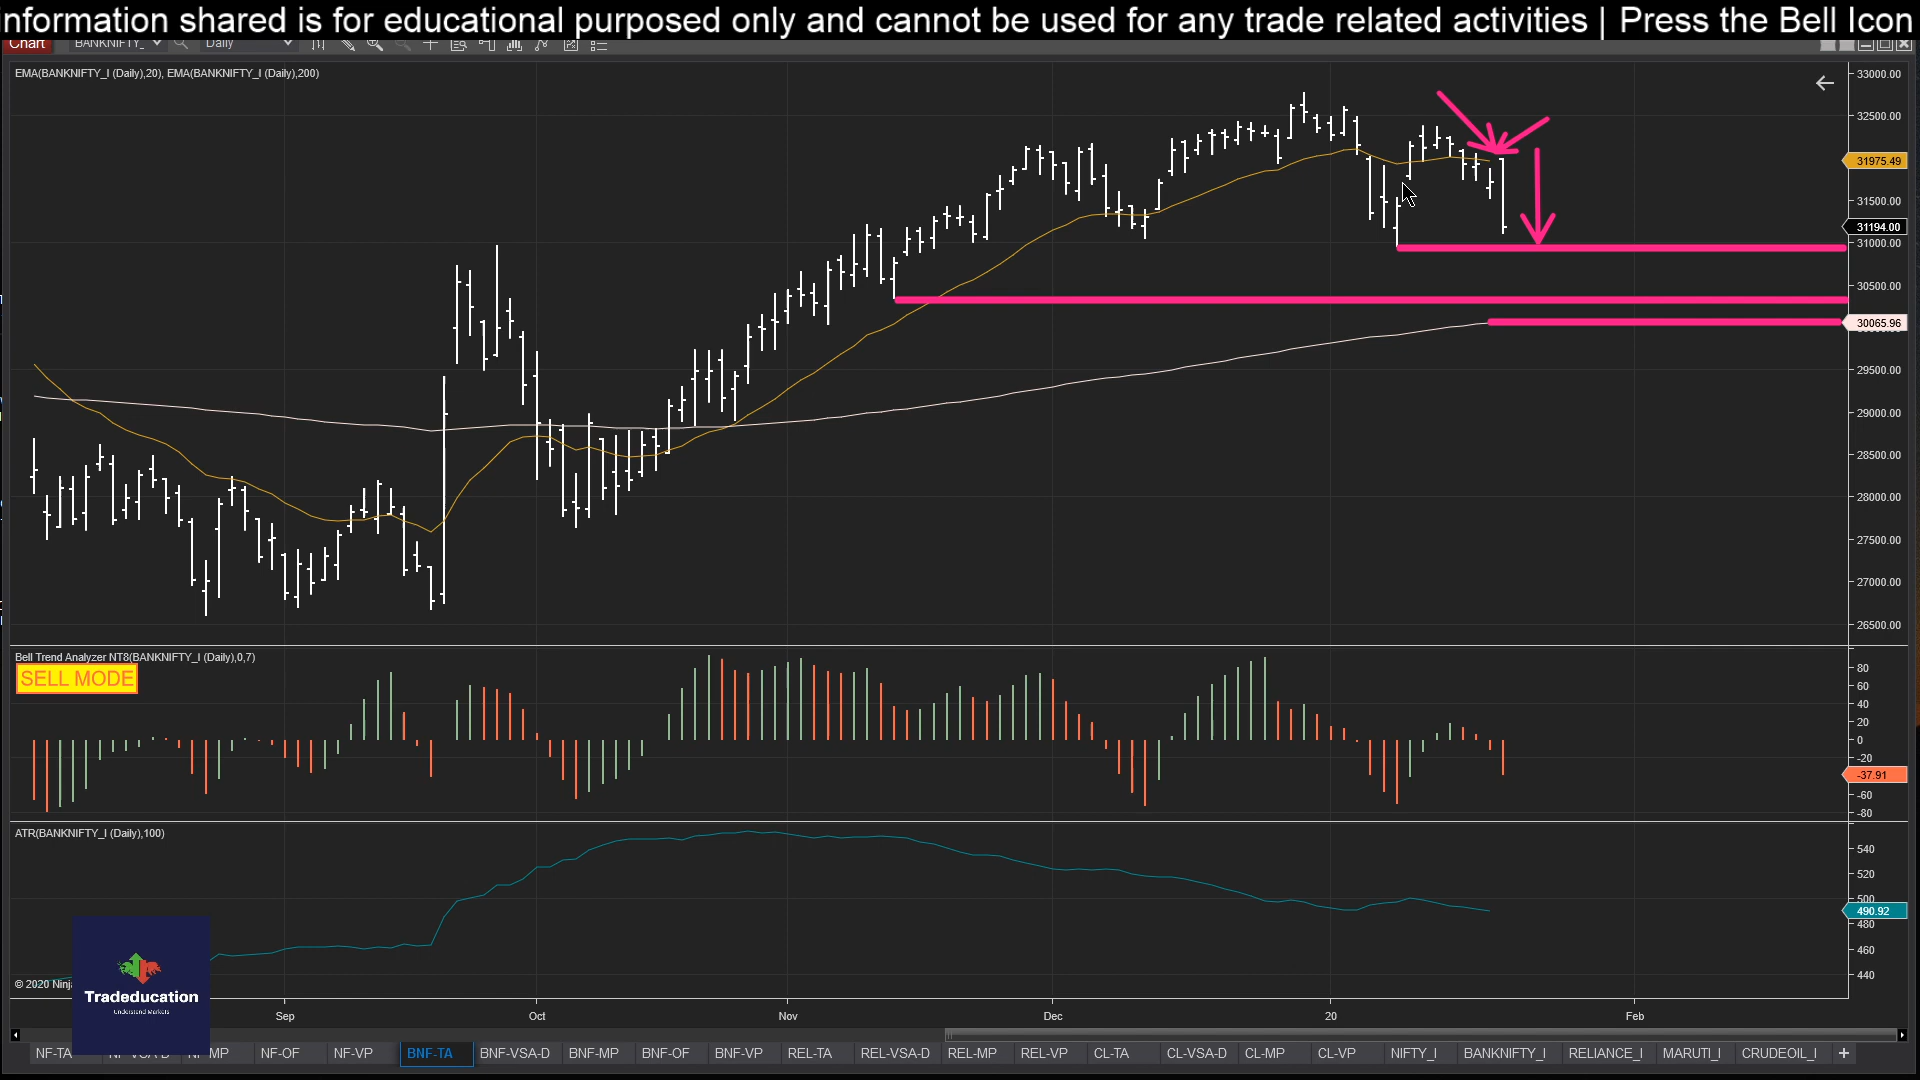 information shared is for educational purposed only and cannot be used for any trade related activities | Press the Bell Icon
Chart BANKNIFTY_ Daily
EMA(BANKNIFTY_I (Daily),20), EMA(BANKNIFTY_I (Daily),200)
33000.00
32500.00
31975.49
31500.00
31194.00
31000.00
30500.00
30065.96
29500.00
29000.00
28500.00
28000.00
27500.00
27000.00
26500.00
Bell Trend Analyzer NT8(BANKNIFTY_I (Daily),0,7)
SELL MODE
80
60
40
20
0
-20
-37.91
-60
-80
ATR(BANKNIFTY_I (Daily),100)
540
520
500
490.92
480
460
440
© 2020 Ninj
Tradeducation
Understand Markets
Sep Oct Nov Dec 20 Feb
NF-TA NF-VSA-D NF-MP NF-OF NF-VP BNF-TA BNF-VSA-D BNF-MP BNF-OF BNF-VP REL-TA REL-VSA-D REL-MP REL-VP CL-TA CL-VSA-D CL-MP CL-VP NIFTY_I BANKNIFTY_I RELIANCE_I MARUTI_I CRUDEOIL_I +